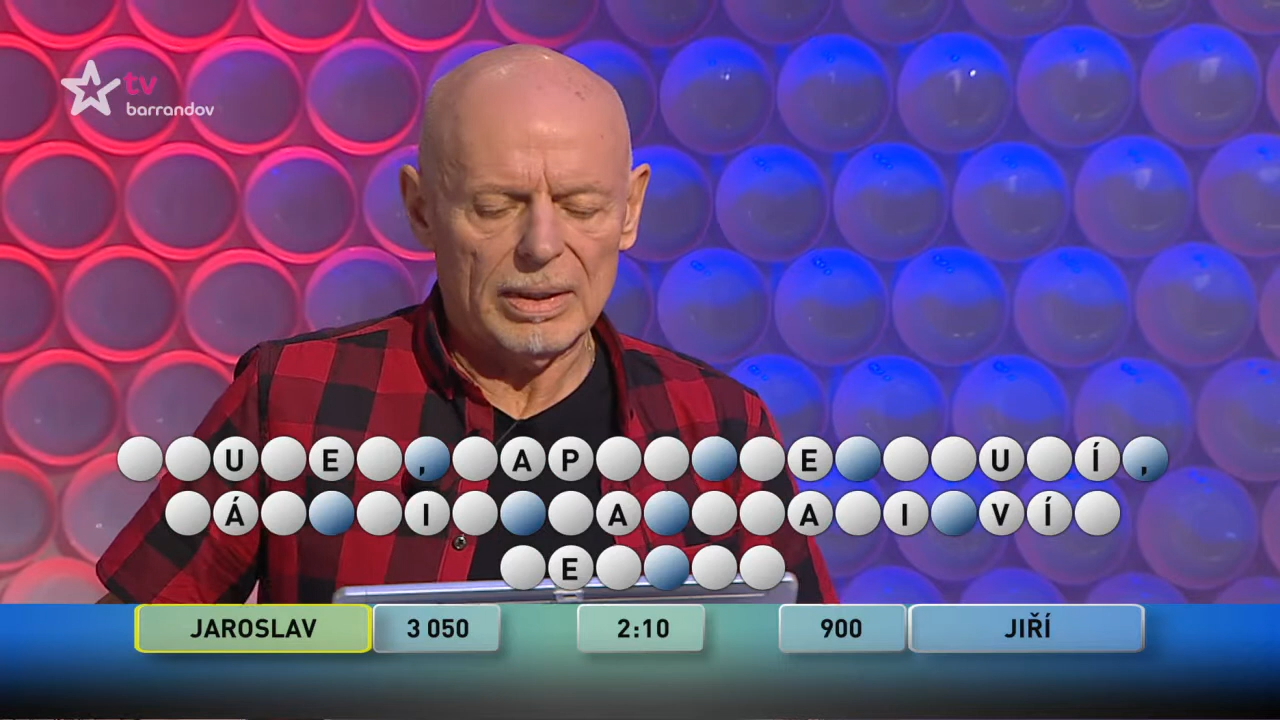 tv
barrandov
U E , A P E U Í ,
Á I A A I V Í
E
JAROSLAV 3 050 2:10 900 JIŘÍ